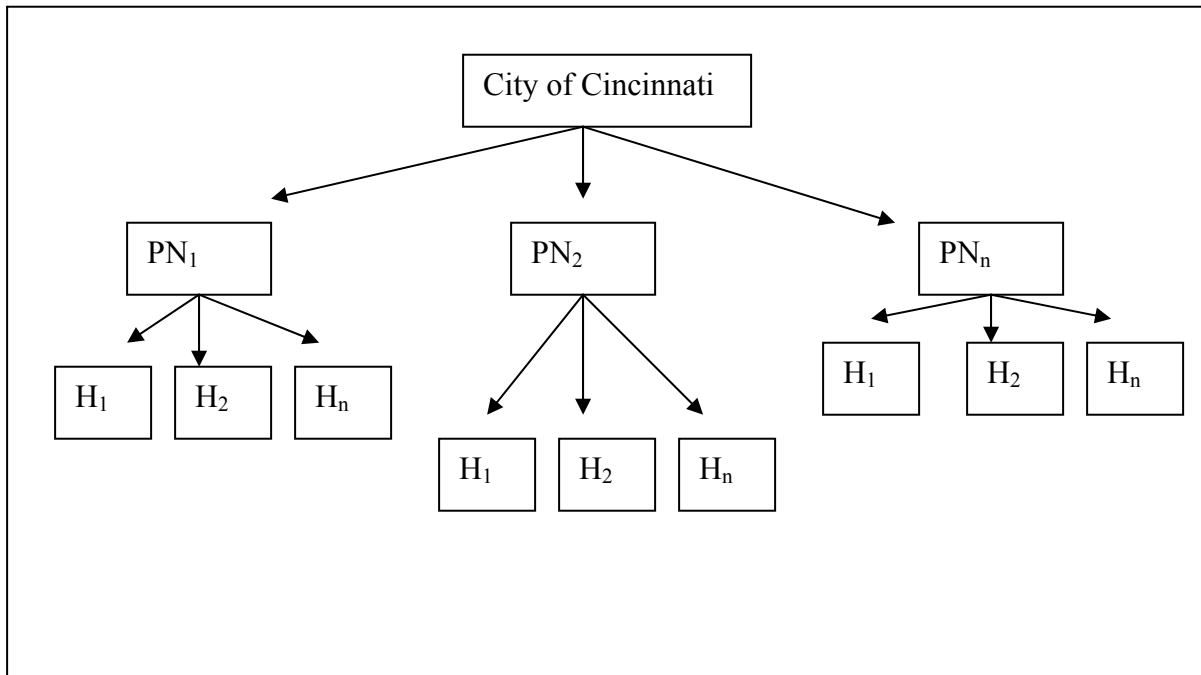 City of Cincinnati
PN₁
PN₂
PNₙ
H₁
H₂
Hₙ
H₁
H₂
Hₙ
H₁
H₂
Hₙ